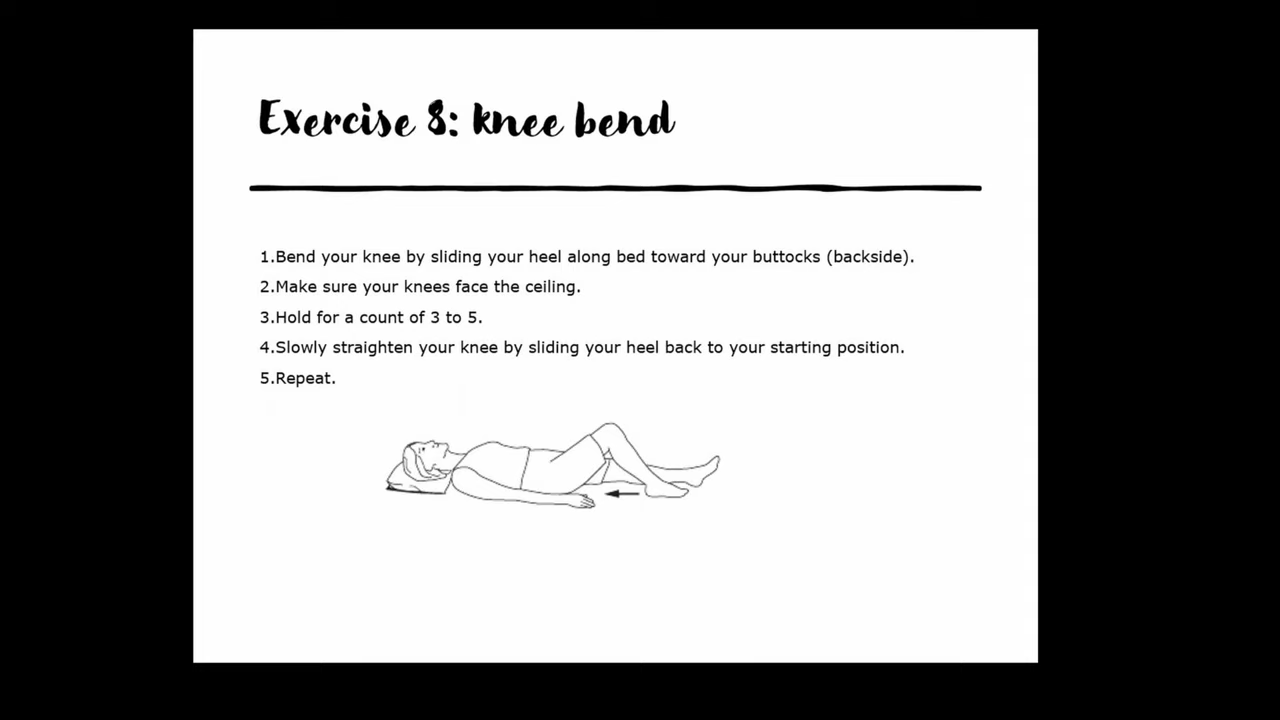 Exercise 8: knee bend
1.Bend your knee by sliding your heel along bed toward your buttocks (backside).
2.Make sure your knees face the ceiling.
3.Hold for a count of 3 to 5.
4.Slowly straighten your knee by sliding your heel back to your starting position.
5.Repeat.